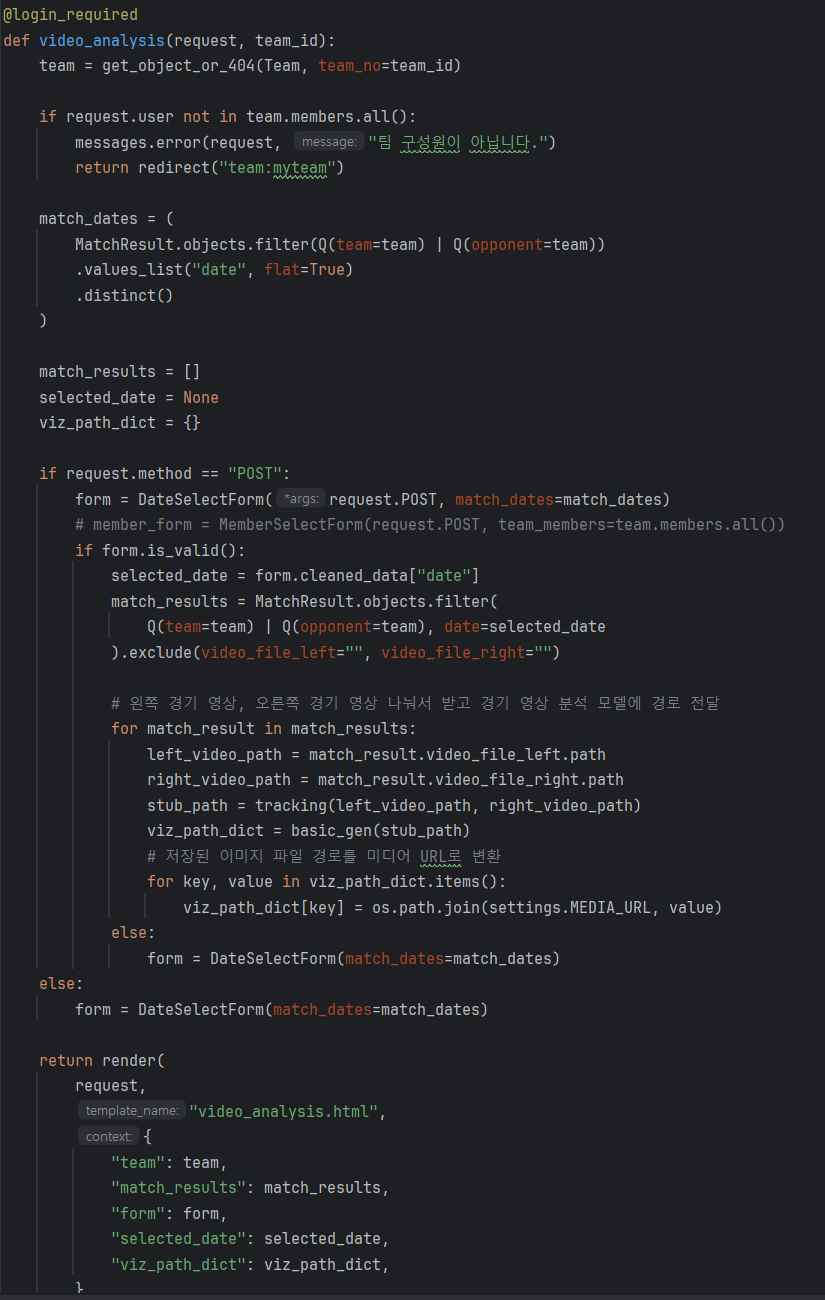 @login_required
def video_analysis(request, team_id):
    team = get_object_or_404(Team, team_no=team_id)

    if request.user not in team.members.all():
        messages.error(request, message: "팀 구성원이 아닙니다.")
        return redirect("team:myteam")

    match_dates = (
        MatchResult.objects.filter(Q(team=team) | Q(opponent=team))
        .values_list("date", flat=True)
        .distinct()
    )

    match_results = []
    selected_date = None
    viz_path_dict = {}

    if request.method == "POST":
        form = DateSelectForm( *args: request.POST, match_dates=match_dates)
        # member_form = MemberSelectForm(request.POST, team_members=team.members.all())
        if form.is_valid():
            selected_date = form.cleaned_data["date"]
            match_results = MatchResult.objects.filter(
                Q(team=team) | Q(opponent=team), date=selected_date
            ).exclude(video_file_left="", video_file_right="")

            # 왼쪽 경기 영상, 오른쪽 경기 영상 나눠서 받고 경기 영상 분석 모델에 경로 전달
            for match_result in match_results:
                left_video_path = match_result.video_file_left.path
                right_video_path = match_result.video_file_right.path
                stub_path = tracking(left_video_path, right_video_path)
                viz_path_dict = basic_gen(stub_path)
                # 저장된 이미지 파일 경로를 미디어 URL로 변환
                for key, value in viz_path_dict.items():
                    viz_path_dict[key] = os.path.join(settings.MEDIA_URL, value)
            else:
                form = DateSelectForm(match_dates=match_dates)
    else:
        form = DateSelectForm(match_dates=match_dates)

    return render(
        request,
        template_name: "video_analysis.html",
        context: {
            "team": team,
            "match_results": match_results,
            "form": form,
            "selected_date": selected_date,
            "viz_path_dict": viz_path_dict,
        }